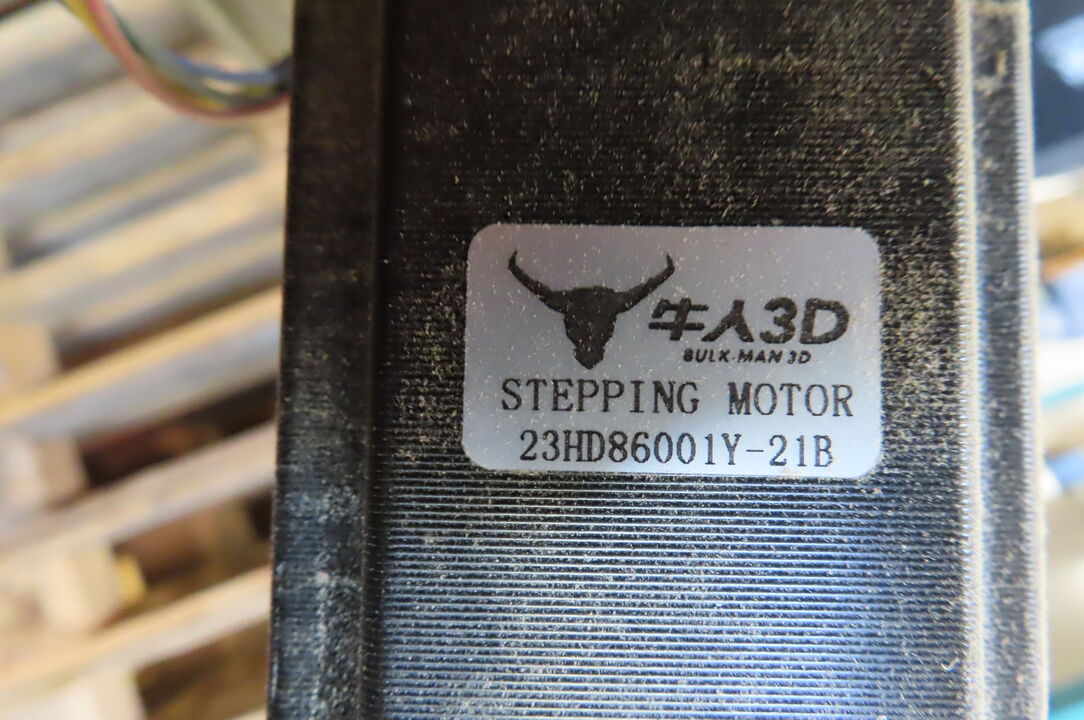 牛人3D
BULK-MAN 3D
STEPPING MOTOR
23HD86001Y-21B